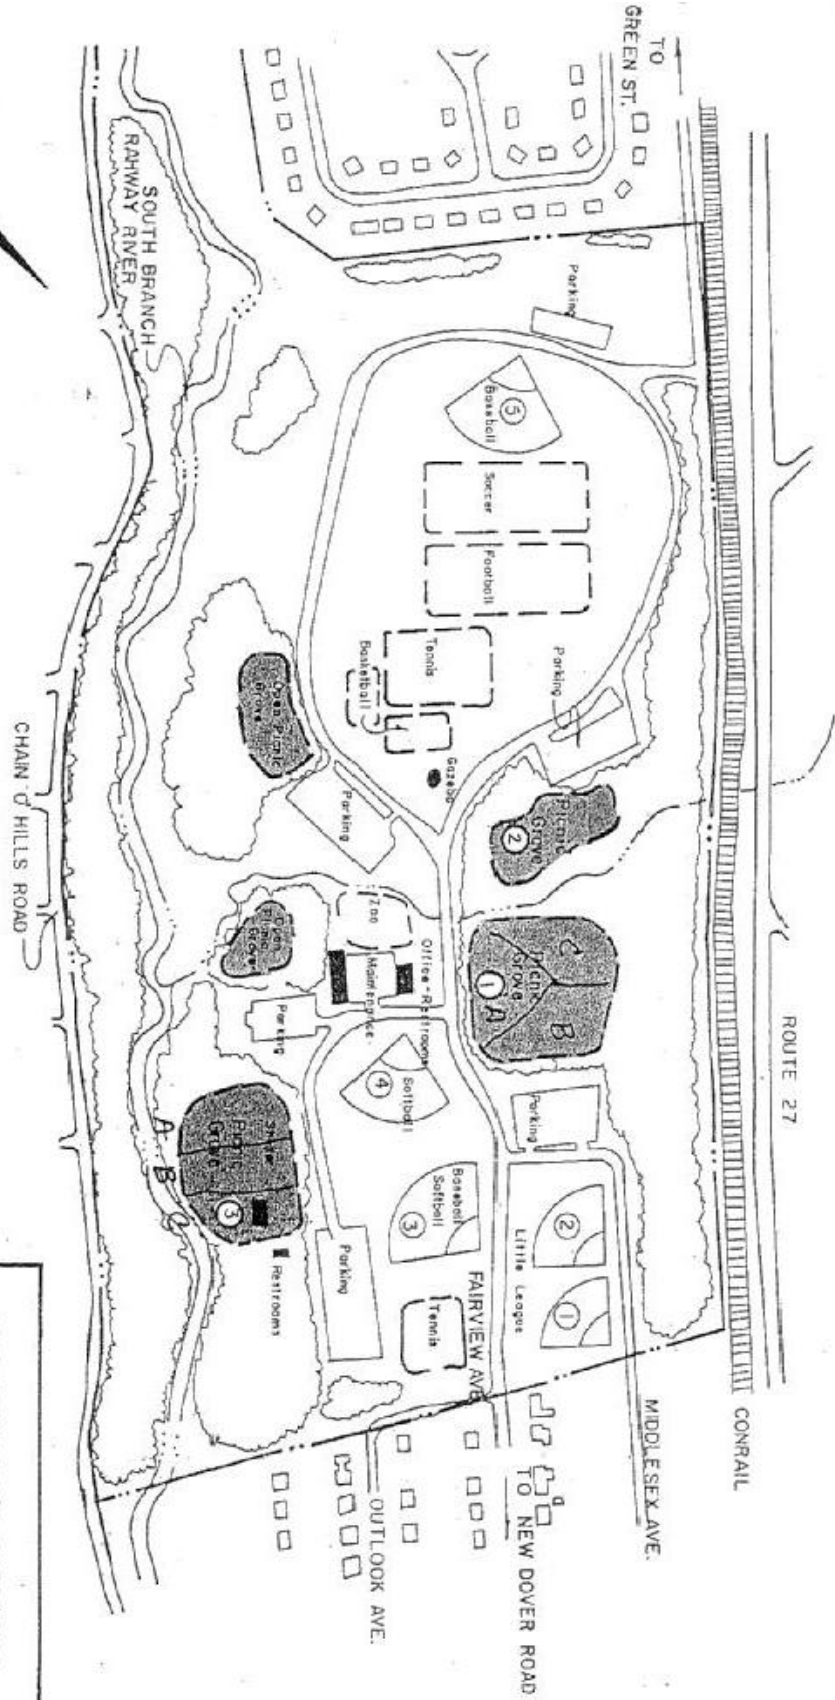 TO
GREEN ST.
ROUTE 27
CONRAIL
MIDDLESEX AVE.
TO NEW DOVER ROAD
FAIRVIEW AVE
OUTLOOK AVE.
Parking
5
Baseball
Soccer
Football
Parking
Tennis
Basketball
Gazebo
Picnic
Grove
2
C
Picnic
Grove
1
A
B
Parking
2
1
Little League
Open Picnic
Grove
Parking
Zoo
Office-Restrooms
Maintenance
Open
Picnic
Grove
Parking
Softball
4
Baseball
Softball
3
Tennis
Parking
Picnic
Grove
3
A
B
C
Restrooms
SOUTH BRANCH
RAHWAY RIVER
CHAIN O' HILLS ROAD